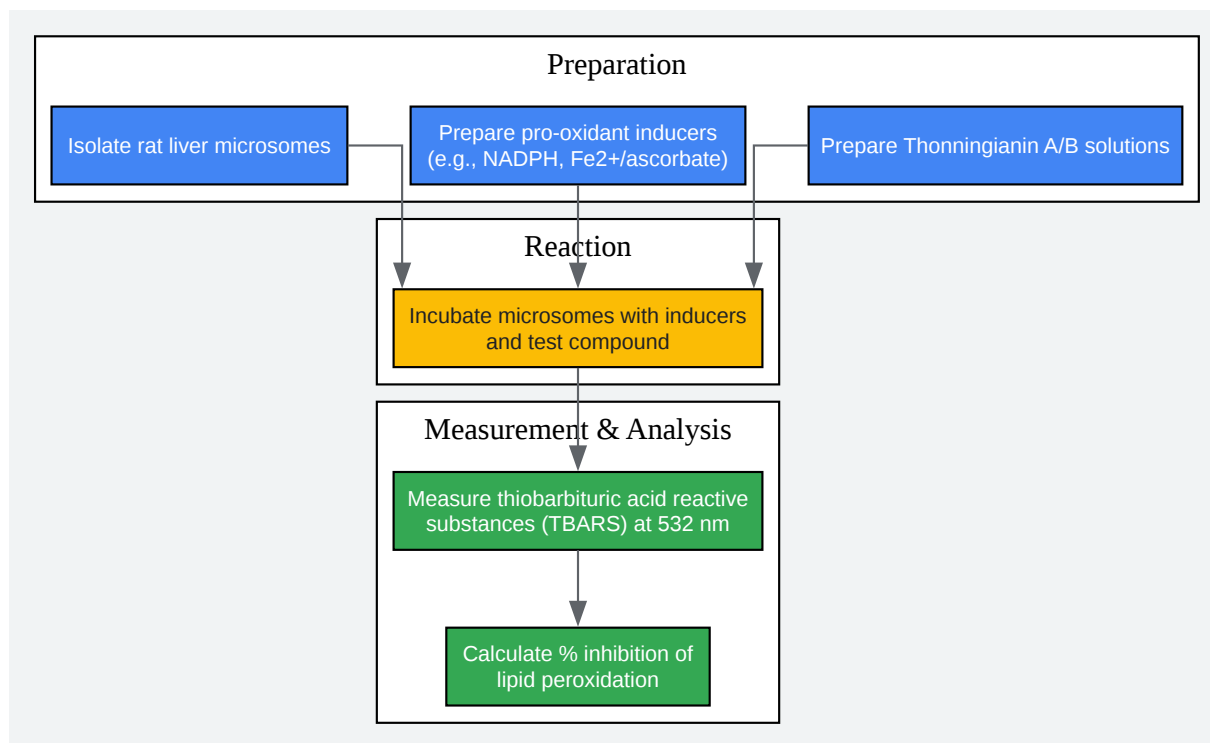 Preparation
Isolate rat liver microsomes
Prepare pro-oxidant inducers
(e.g., NADPH, Fe2+/ascorbate)
Prepare Thonningianin A/B solutions
Reaction
Incubate microsomes with inducers
and test compound
Measurement & Analysis
Measure thiobarbituric acid reactive
substances (TBARS) at 532 nm
Calculate % inhibition of
lipid peroxidation